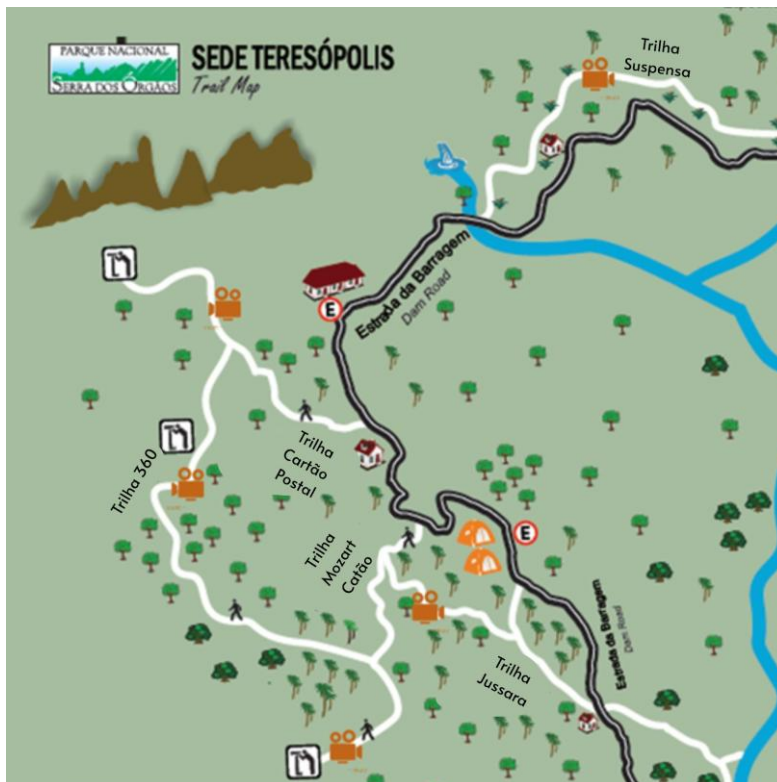 PARQUE NACIONAL
SERRA DOS ÓRGÃOS
SEDE TERESÓPOLIS
Trail Map
Trilha
Suspensa
Estrada da Barragem
Dam Road
E
Trilha 360
Trilha
Cartão
Postal
Trilha
Mozart
Catão
E
Estrada da Barragem
Dam Road
Trilha
Jussara